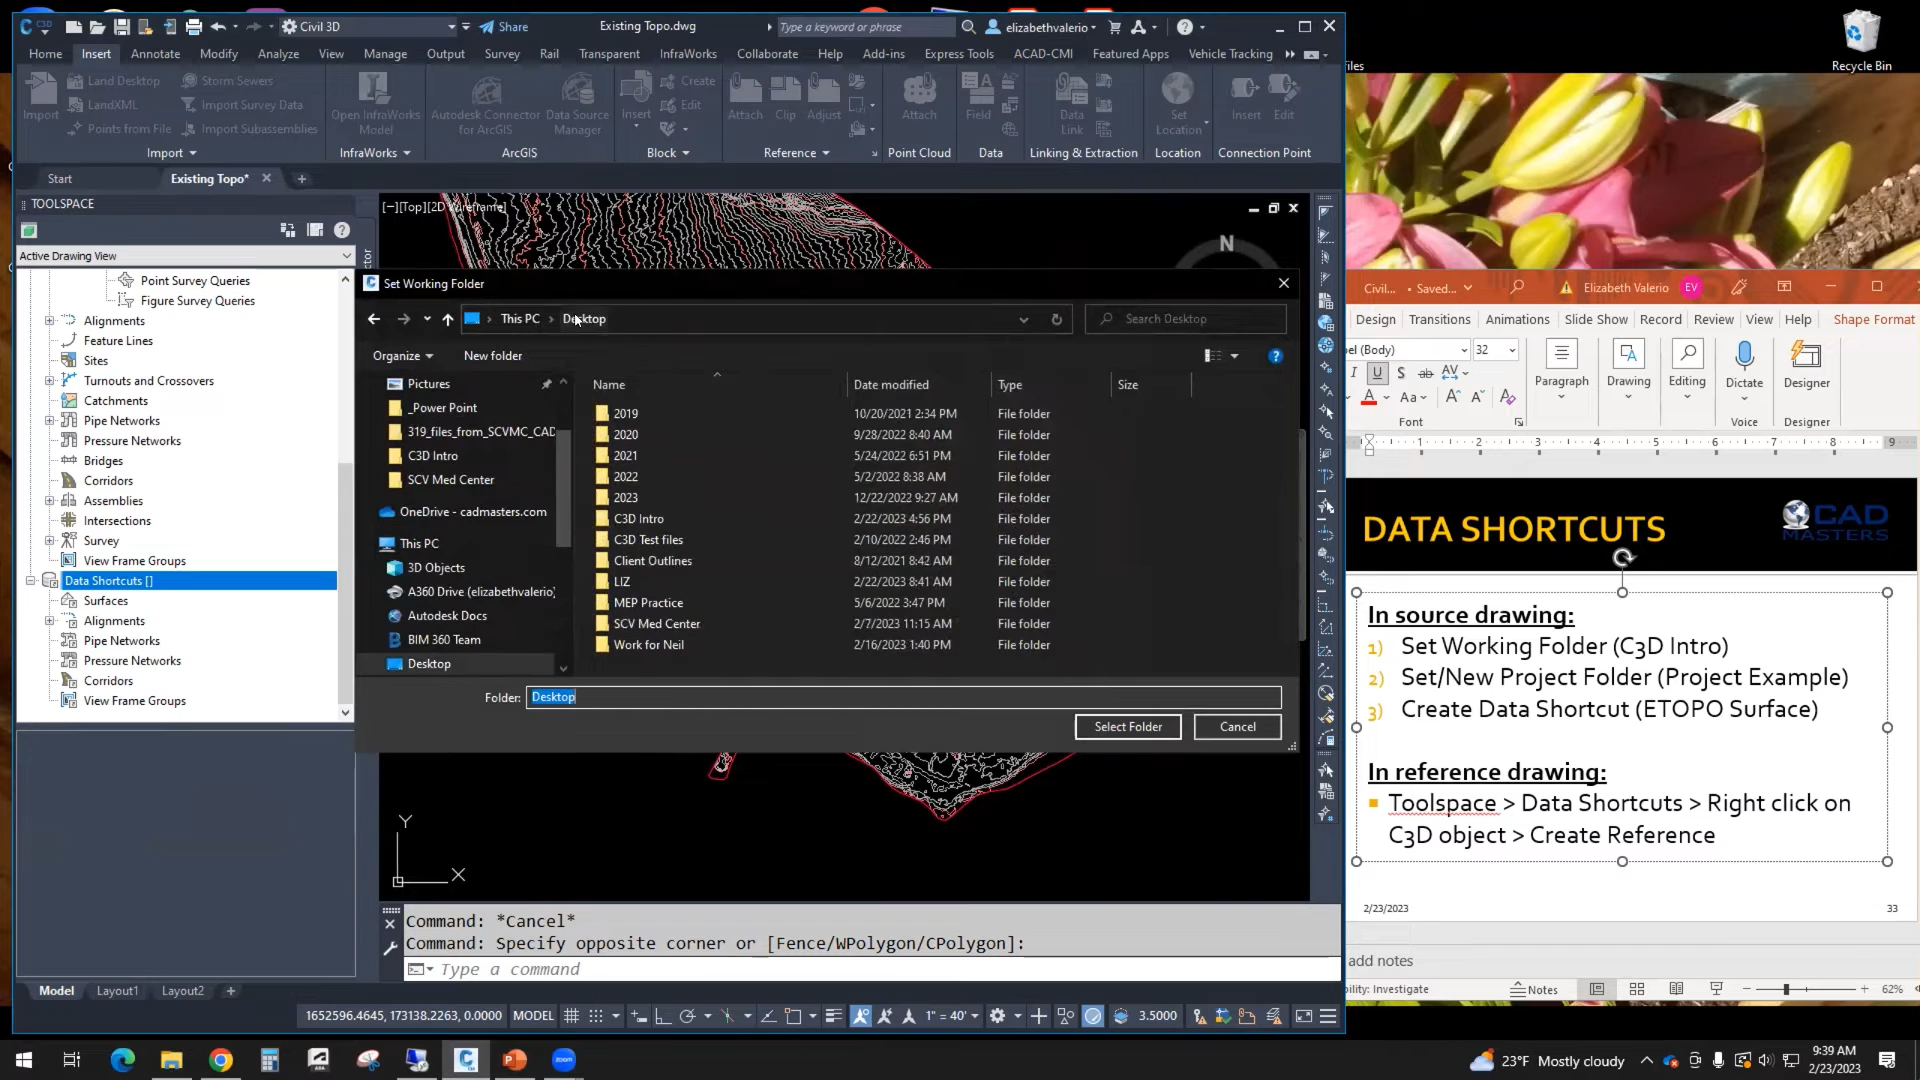 Existing Topo.dwg
Civil 3D
Share
Type a keyword or phrase
elizabethvalerio
Home
Insert
Annotate
Modify
Analyze
View
Manage
Output
Survey
Rail
Transparent
InfraWorks
Collaborate
Help
Add-ins
Express Tools
ACAD-CMI
Featured Apps
Vehicle Tracking
Import
Land Desktop
LandXML
Points from File
Storm Sewers
Import Survey Data
Import Subassemblies
Import
Open InfraWorks
Model
InfraWorks
Autodesk Connector
for ArcGIS
Data Source
Manager
ArcGIS
Insert
Create
Edit
Block
Attach
Clip
Adjust
Reference
Attach
Point Cloud
Field
Data
Data
Link
Linking & Extraction
Set
Location
Location
Insert
Edit
Connection Point
Start
Existing Topo*
TOOLSPACE
Active Drawing View
Point Survey Queries
Figure Survey Queries
Alignments
Feature Lines
Sites
Turnouts and Crossovers
Catchments
Pipe Networks
Pressure Networks
Bridges
Corridors
Assemblies
Intersections
Survey
View Frame Groups
Data Shortcuts []
Surfaces
Alignments
Pipe Networks
Pressure Networks
Corridors
View Frame Groups
[−][Top][2D Wireframe]
N
Set Working Folder
This PC > Desktop
Search Desktop
Organize
New folder
Pictures
_Power Point
319_files_from_SCVMC_CAD
C3D Intro
SCV Med Center
OneDrive - cadmasters.com
This PC
3D Objects
A360 Drive (elizabethvalerio)
Autodesk Docs
BIM 360 Team
Desktop
Name Date modified Type Size
2019 10/20/2021 2:34 PM File folder
2020 9/28/2022 8:40 AM File folder
2021 5/24/2022 6:51 PM File folder
2022 5/2/2022 8:38 AM File folder
2023 12/22/2022 9:27 AM File folder
C3D Intro 2/22/2023 4:56 PM File folder
C3D Test files 2/10/2022 2:46 PM File folder
Client Outlines 8/12/2021 8:42 AM File folder
LIZ 2/22/2023 8:41 AM File folder
MEP Practice 5/6/2022 3:47 PM File folder
SCV Med Center 2/7/2023 11:15 AM File folder
Work for Neil 2/16/2023 1:40 PM File folder
Folder: Desktop
Select Folder
Cancel
Y
X
Command: *Cancel*
Command: Specify opposite corner or [Fence/WPolygon/CPolygon]:
Type a command
Model
Layout1
Layout2
1652596.4645, 173138.2263, 0.0000
MODEL
1" = 40'
3.5000
Recycle Bin
Civil...
• Saved...
Elizabeth Valerio
EV
Design
Transitions
Animations
Slide Show
Record
Review
View
Help
Shape Format
(Body)
32
Font
Paragraph
Drawing
Editing
Dictate
Voice
Designer
Designer
1 2 3 4 5 6 7 8 9
DATA SHORTCUTS
CAD
MASTERS
In source drawing:
1) Set Working Folder (C3D Intro)
2) Set/New Project Folder (Project Example)
3) Create Data Shortcut (ETOPO Surface)
In reference drawing:
Toolspace > Data Shortcuts > Right click on
C3D object > Create Reference
2/23/2023
33
add notes
Investigate
Notes
62%
23°F Mostly cloudy
9:39 AM
2/23/2023
zoom